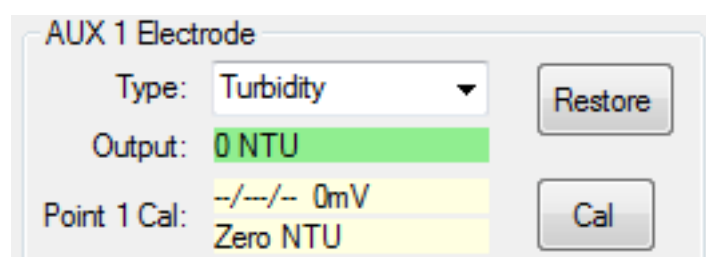 AUX 1 Electrode
Type: Turbidity Restore
Output: 0 NTU
Point 1 Cal: --/---/-- 0mV Cal
Zero NTU